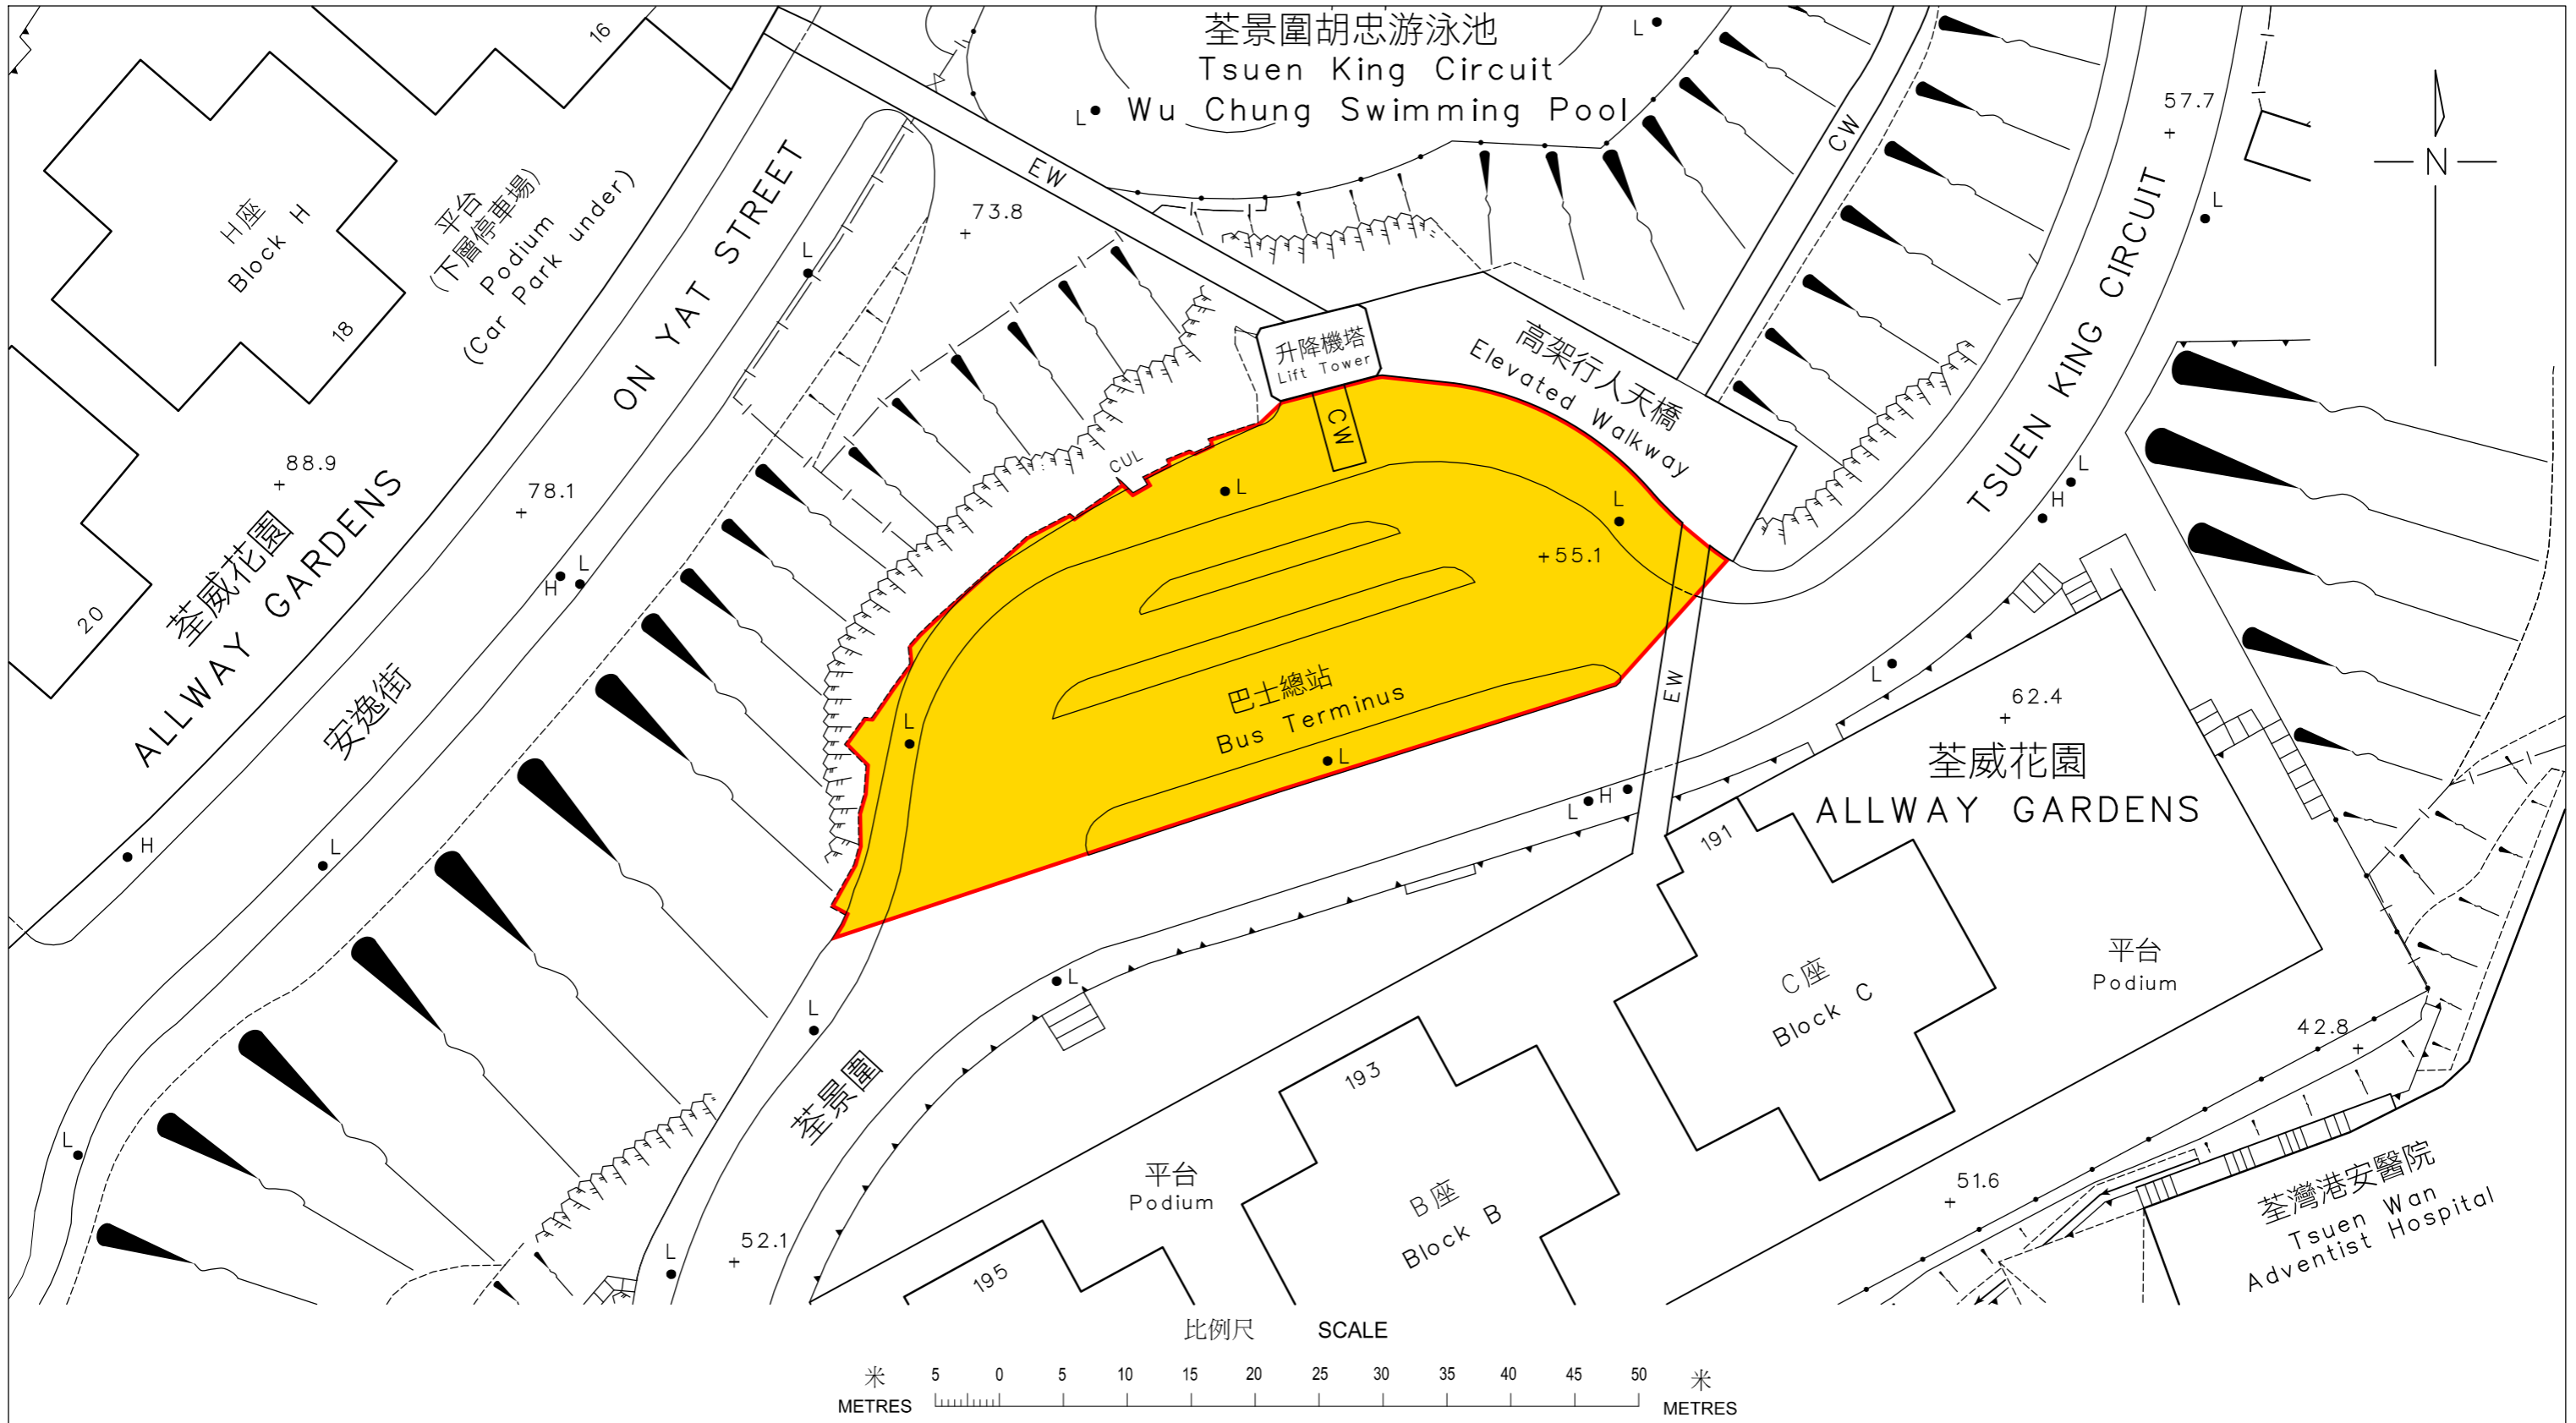 荃景圍胡忠游泳池
Tsuen King Circuit
Wu Chung Swimming Pool
L
L
16
57.7
N
CW
EW
H座
Block H
18
平台
(下層停車場)
Podium
(Car Park under)
ON YAT STREET
L
73.8
L
TSUEN KING CIRCUIT
升降機塔
Lift Tower
高架行人天橋
Elevated Walkway
CW
CUL
88.9
78.1
荃威花園
ALLWAY GARDENS
20
H
L
L
L
L
H
+55.1
巴士總站
Bus Terminus
L
L
EW
L
62.4
荃威花園
ALLWAY GARDENS
安逸街
H
L
L
H
191
C座
Block C
平台
Podium
L
L
荃景圍
193
B座
Block B
平台
Podium
195
42.8
51.6
L
L
52.1
荃灣港安醫院
Tsuen Wan
Adventist Hospital
比例尺 SCALE
米 5 0 5 10 15 20 25 30 35 40 45 50 米
METRES METRES